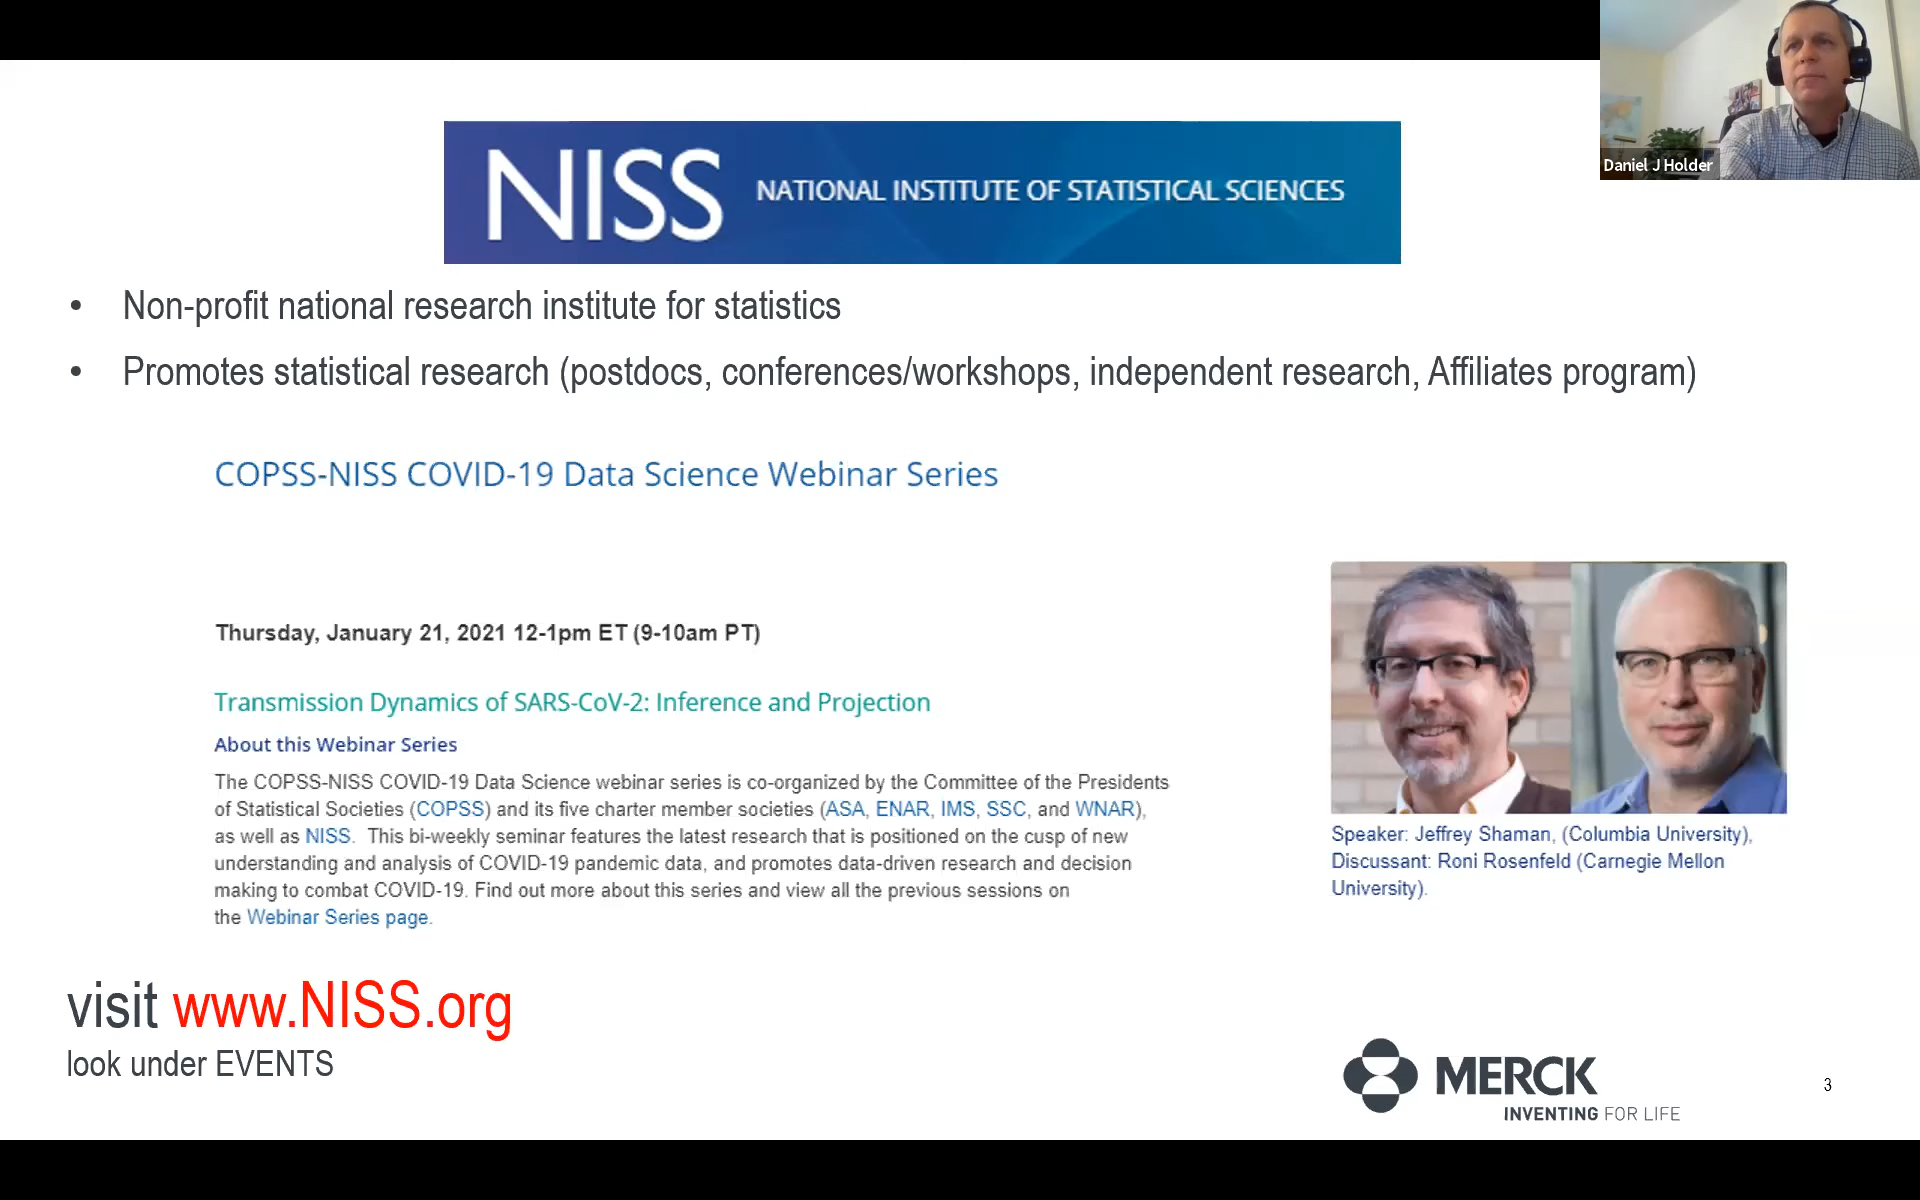 Daniel J Holder
NISS NATIONAL INSTITUTE OF STATISTICAL SCIENCES
• Non-profit national research institute for statistics
• Promotes statistical research (postdocs, conferences/workshops, independent research, Affiliates program)
COPSS-NISS COVID-19 Data Science Webinar Series
Thursday, January 21, 2021 12-1pm ET (9-10am PT)
Transmission Dynamics of SARS-CoV-2: Inference and Projection
About this Webinar Series
The COPSS-NISS COVID-19 Data Science webinar series is co-organized by the Committee of the Presidents
of Statistical Societies (COPSS) and its five charter member societies (ASA, ENAR, IMS, SSC, and WNAR),
as well as NISS. This bi-weekly seminar features the latest research that is positioned on the cusp of new
understanding and analysis of COVID-19 pandemic data, and promotes data-driven research and decision
making to combat COVID-19. Find out more about this series and view all the previous sessions on
the Webinar Series page.
Speaker: Jeffrey Shaman, (Columbia University),
Discussant: Roni Rosenfeld (Carnegie Mellon
University).
visit www.NISS.org
look under EVENTS
MERCK
INVENTING FOR LIFE
3